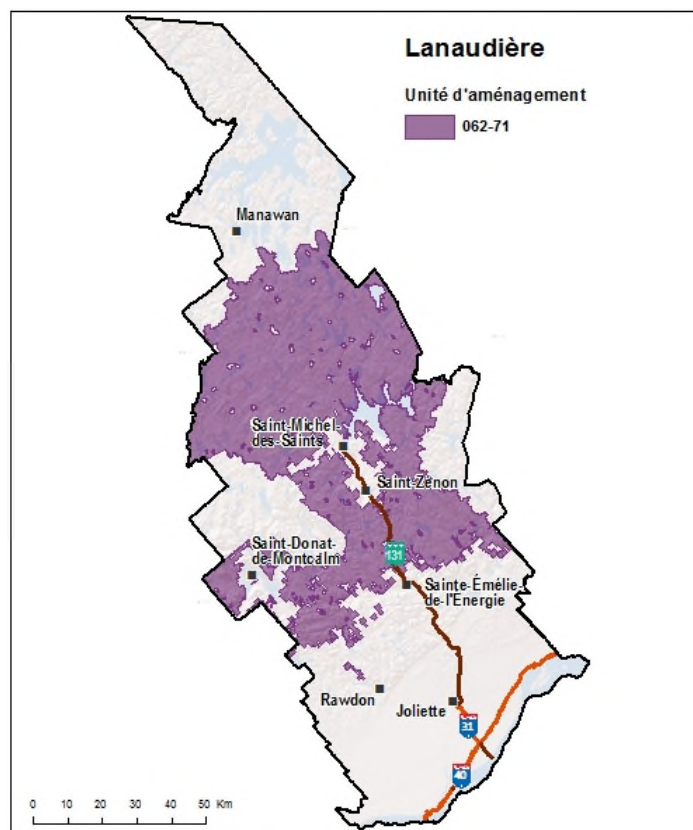 Lanaudière
Unité d'aménagement
062-71
Manawan
Saint-Michel-
des-Saints
Saint-Zénon
Saint-Donat-
de-Montcalm
131
Sainte-Émélie-
de-l'Energie
Rawdon
Joliette
31
40
0 10 20 30 40 50 Km